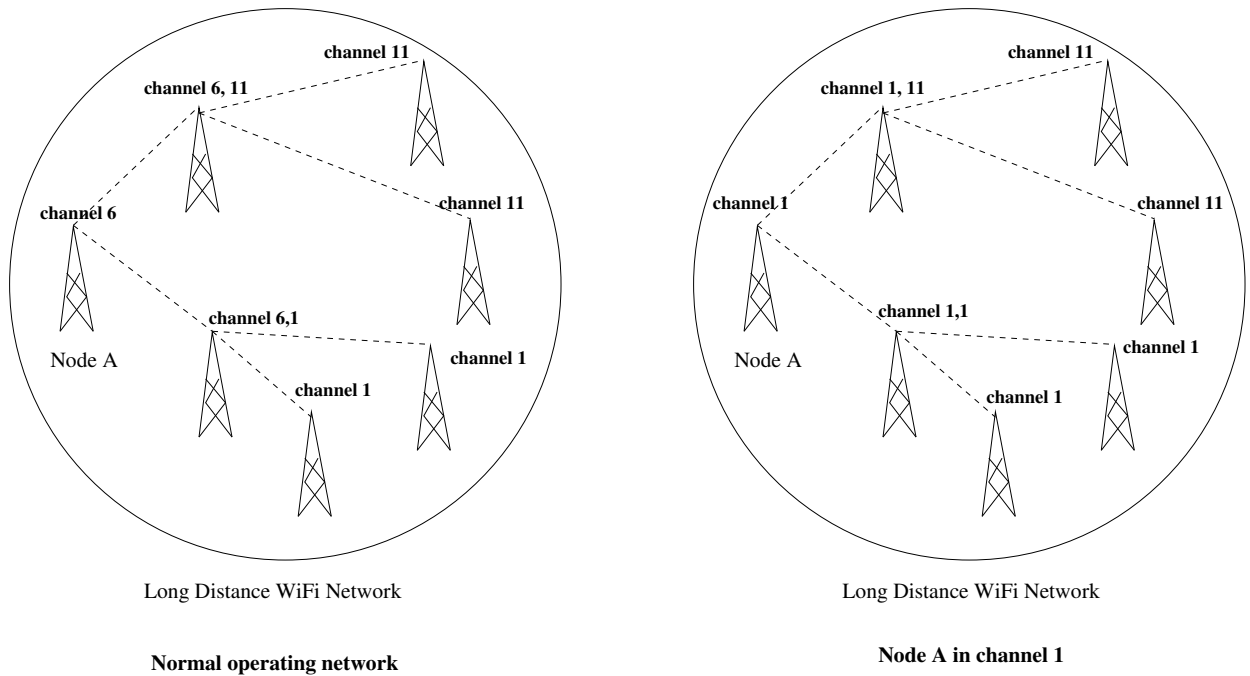 channel 11
channel 6, 11
channel 6
channel 11
channel 6,1
channel 1
Node A
channel 1
Long Distance WiFi Network
Normal operating network
channel 11
channel 1, 11
channel 1
channel 11
channel 1,1
channel 1
Node A
channel 1
Long Distance WiFi Network
Node A in channel 1